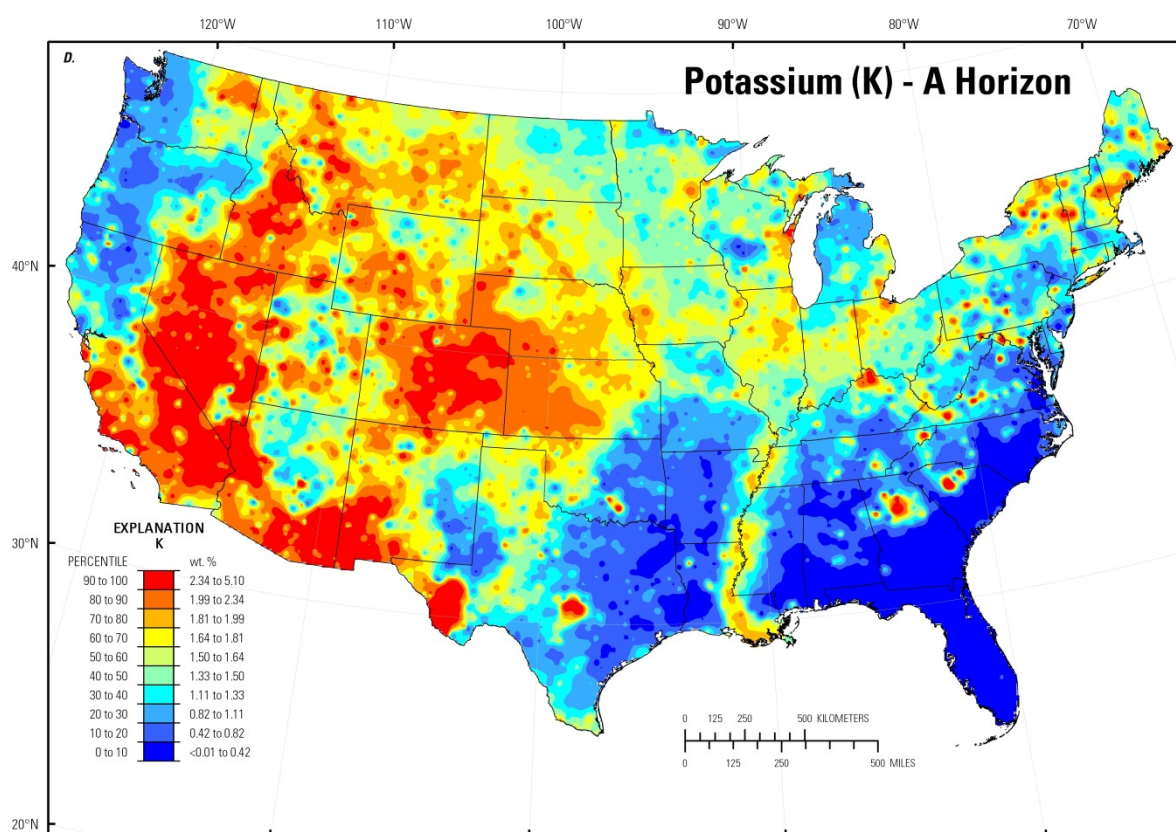 120°W 110°W 100°W 90°W 80°W 70°W
D.
Potassium (K) - A Horizon
40°N
30°N
20°N
EXPLANATION
K
PERCENTILE wt. %
90 to 100 2.34 to 5.10
80 to 90 1.99 to 2.34
70 to 80 1.81 to 1.99
60 to 70 1.64 to 1.81
50 to 60 1.50 to 1.64
40 to 50 1.33 to 1.50
30 to 40 1.11 to 1.33
20 to 30 0.82 to 1.11
10 to 20 0.42 to 0.82
0 to 10 <0.01 to 0.42
0 125 250 500 KILOMETERS
0 125 250 500 MILES